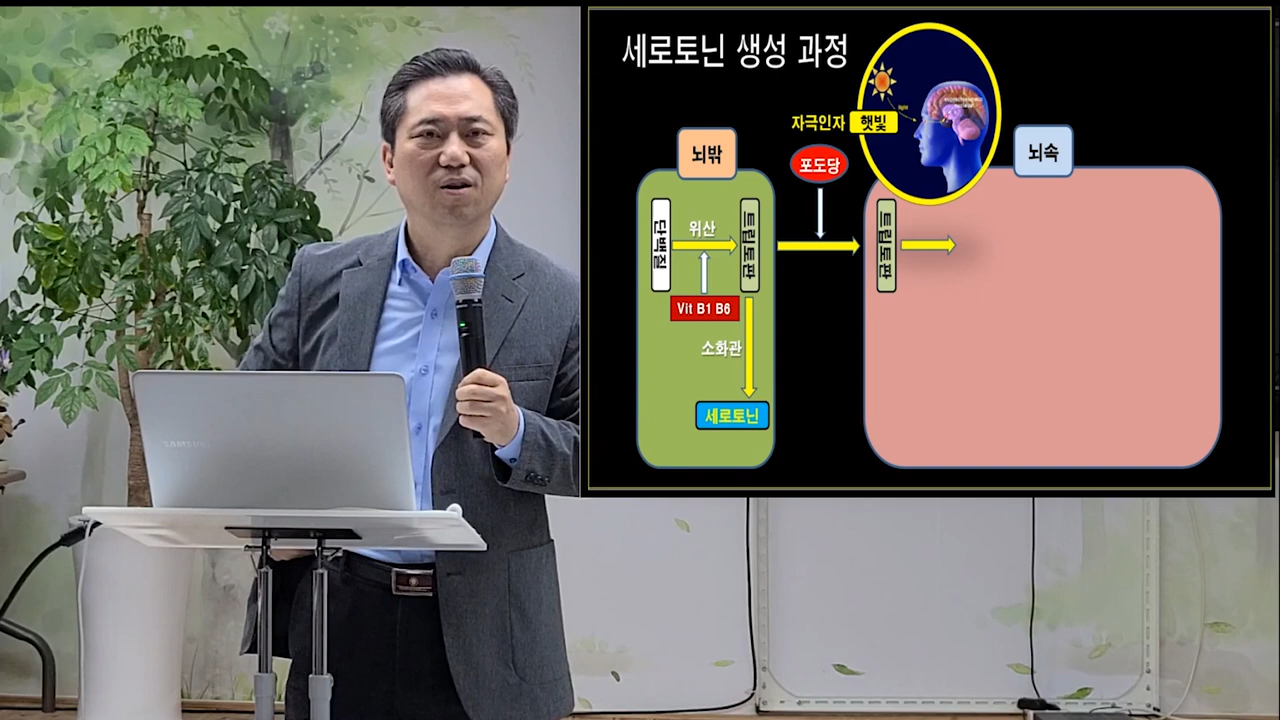 세로토닌 생성 과정
light
자극인자 햇빛
뇌밖
포도당
뇌속
단백질
위산
트립토판
트립토판
Vit B1 B6
소화관
세로토닌
SAMSUNG